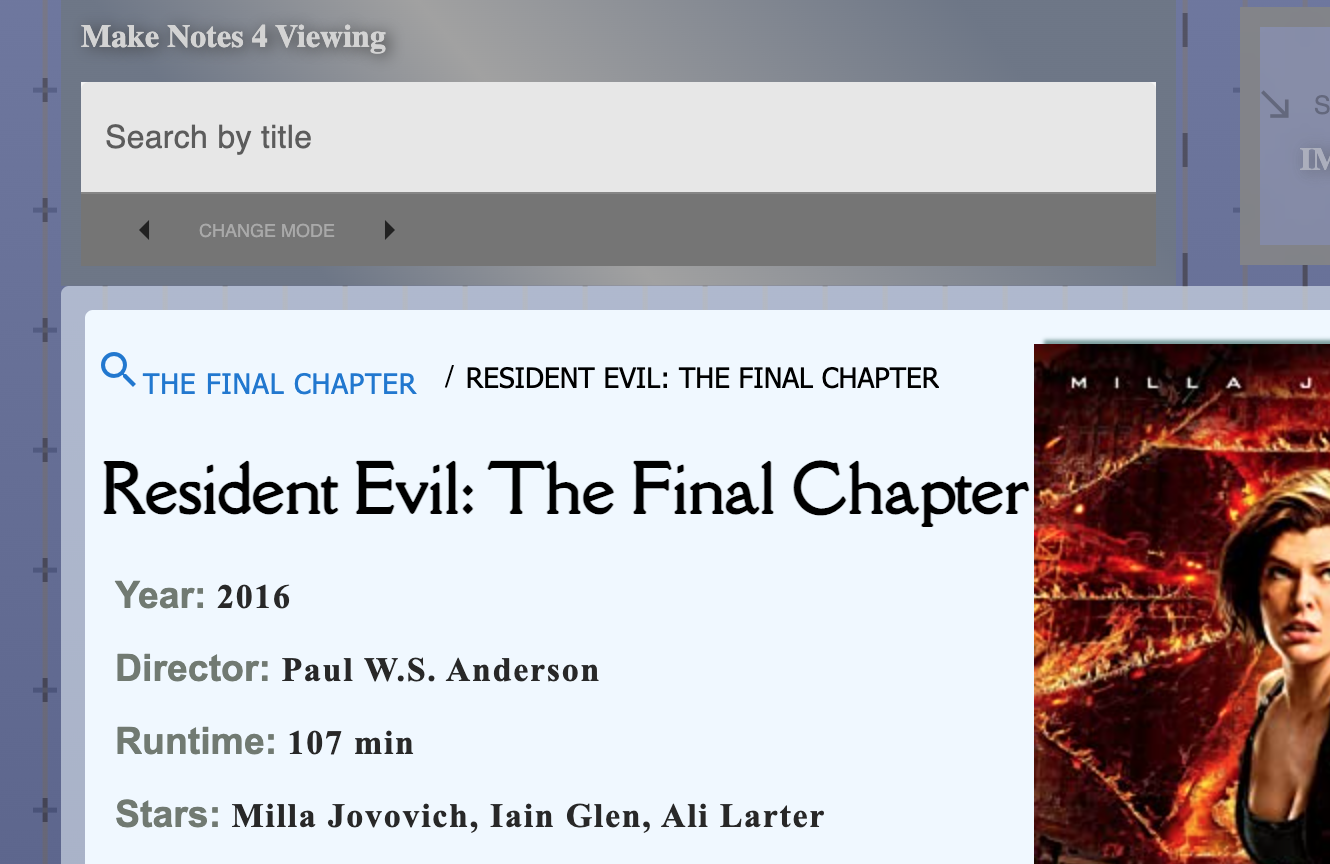 Make Notes 4 Viewing
Search by title
CHANGE MODE
THE FINAL CHAPTER / RESIDENT EVIL: THE FINAL CHAPTER
MILLA
Resident Evil: The Final Chapter
Year: 2016
Director: Paul W.S. Anderson
Runtime: 107 min
Stars: Milla Jovovich, Iain Glen, Ali Larter